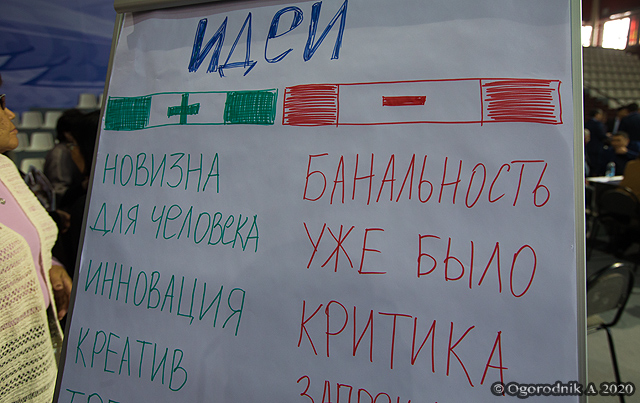 идеи
+
-
НОВИЗНА
ДЛЯ ЧЕЛОВЕКА
ИННОВАЦИЯ
КРЕАТИВ
БАНАЛЬНОСТЬ
УЖЕ БЫЛО
КРИТИКА
© Ogorodnik A 2020